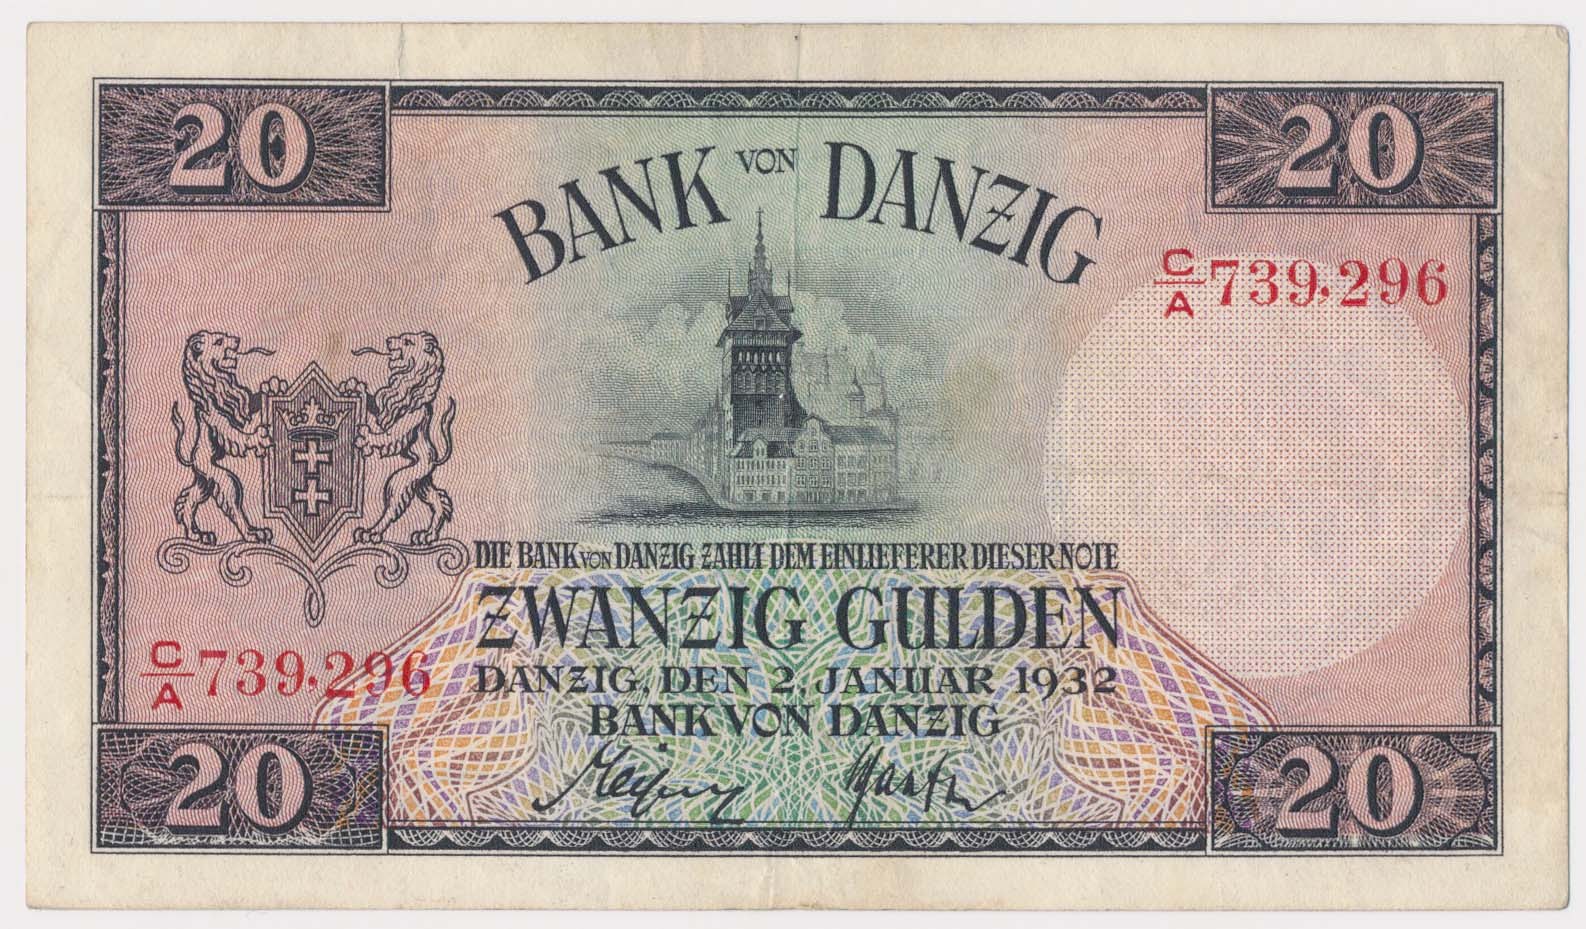 20 20
BANK VON DANZIG
C/A 739,296
DIE BANK VON DANZIG ZAHLT DEM EINLIEFERER DIESER NOTE
ZWANZIG GULDEN
C/A 739,296
DANZIG, DEN 2. JANUAR 1932
BANK VON DANZIG
20 20